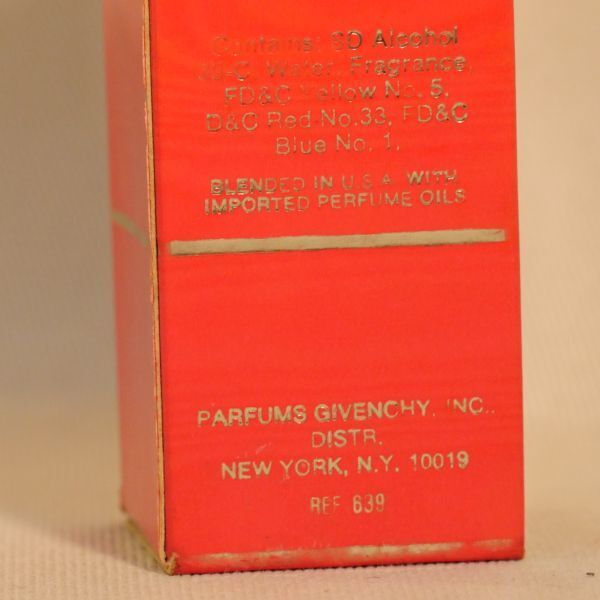 Contains: SD Alcohol
-C, Water, Fragrance,
FD&C Yellow No. 5,
D&C Red No.33, FD&C
Blue No. 1.
BLENDED IN U.S.A. WITH
IMPORTED PERFUME OILS
PARFUMS GIVENCHY, INC.,
DISTR.
NEW YORK, N.Y. 10019
REF 639